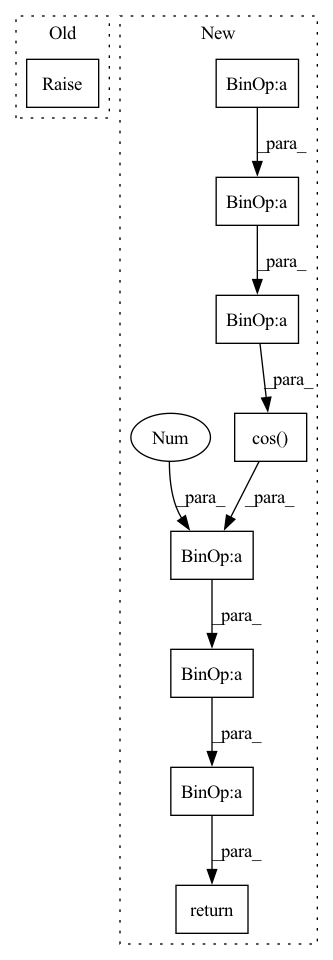 Old
New
Raise
BinOp:a
_para_
BinOp:a
_para_
BinOp:a
_para_
Num
cos()
_para_
_para_
BinOp:a
_para_
BinOp:a
_para_
BinOp:a
_para_
return